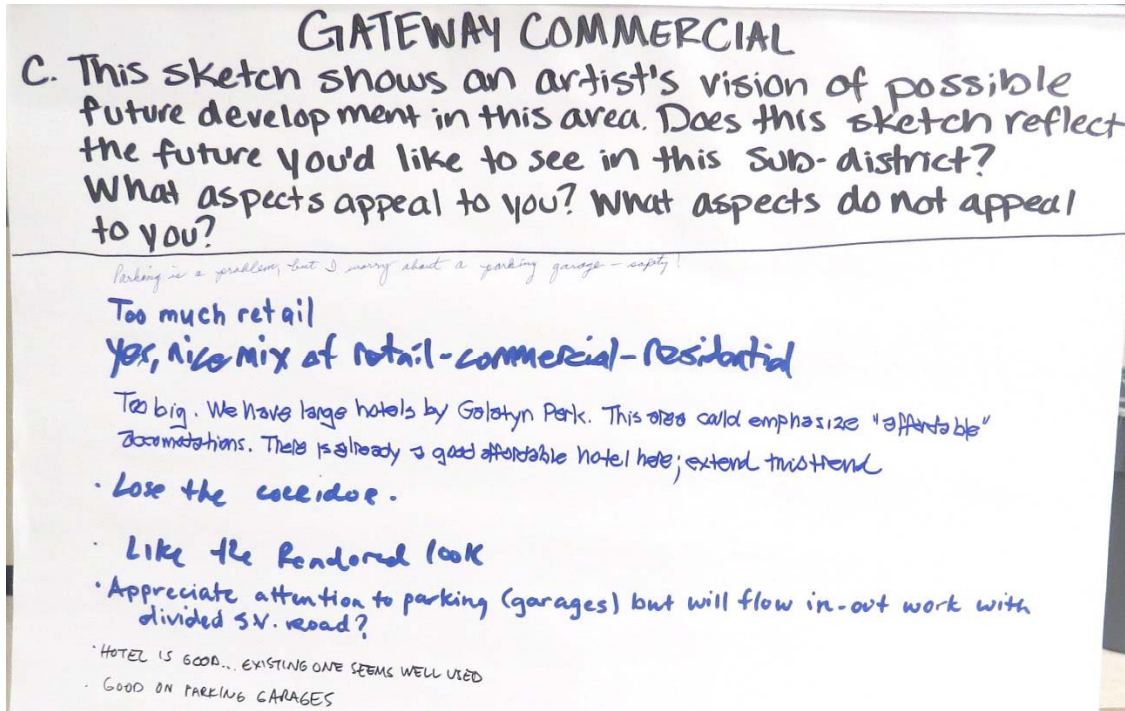 GATEWAY COMMERCIAL
C. This sketch shows an artist's vision of possible
future development in this area. Does this sketch reflect
the future you'd like to see in this sub-district?
What aspects appeal to you? What aspects do not appeal
to you?
Parking is a problem, but I worry about a parking garage - safety!
Too much retail
Yes, nice mix of retail-commercial-residential
Too big. We have large hotels by Galatyn Park. This area could emphasize "affordable"
accomotations. There is already a good affordable hotel here; extend this trend
· Lose the corridor.
· Like the Rendored look
· Appreciate attention to parking (garages) but will flow in-out work with
divided S.V. road?
· HOTEL IS GOOD... EXISTING ONE SEEMS WELL USED
· GOOD ON PARKING GARAGES